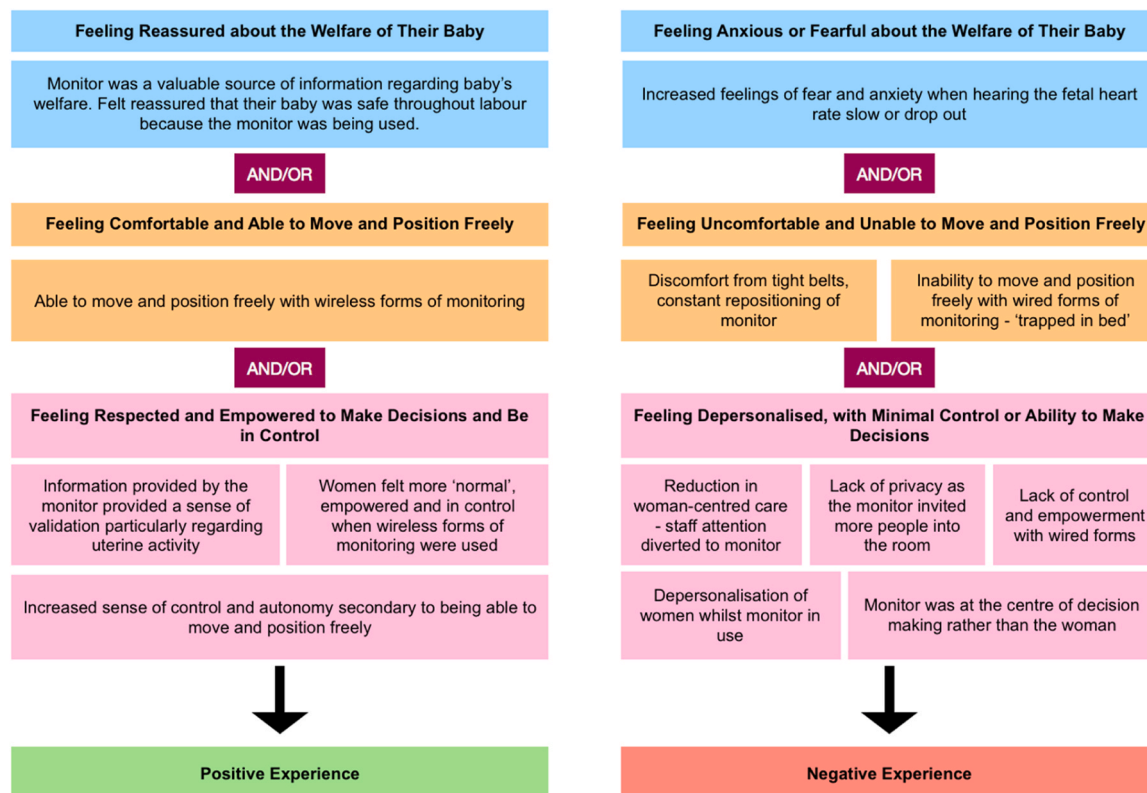 Feeling Reassured about the Welfare of Their Baby
Monitor was a valuable source of information regarding baby's
welfare. Felt reassured that their baby was safe throughout labour
because the monitor was being used.
AND/OR
Feeling Comfortable and Able to Move and Position Freely
Able to move and position freely with wireless forms of monitoring
AND/OR
Feeling Respected and Empowered to Make Decisions and Be
in Control
Information provided by the
monitor provided a sense of
validation particularly regarding
uterine activity
Women felt more ‘normal’,
empowered and in control
when wireless forms of
monitoring were used
Increased sense of control and autonomy secondary to being able to
move and position freely
Positive Experience
Feeling Anxious or Fearful about the Welfare of Their Baby
Increased feelings of fear and anxiety when hearing the fetal heart
rate slow or drop out
AND/OR
Feeling Uncomfortable and Unable to Move and Position Freely
Discomfort from tight belts,
constant repositioning of
monitor
Inability to move and position
freely with wired forms of
monitoring - ‘trapped in bed’
AND/OR
Feeling Depersonalised, with Minimal Control or Ability to Make
Decisions
Reduction in
woman-centred care
- staff attention
diverted to monitor
Lack of privacy as
the monitor invited
more people into
the room
Lack of control
and empowerment
with wired forms
Depersonalisation of
women whilst monitor in
use
Monitor was at the centre of decision
making rather than the woman
Negative Experience